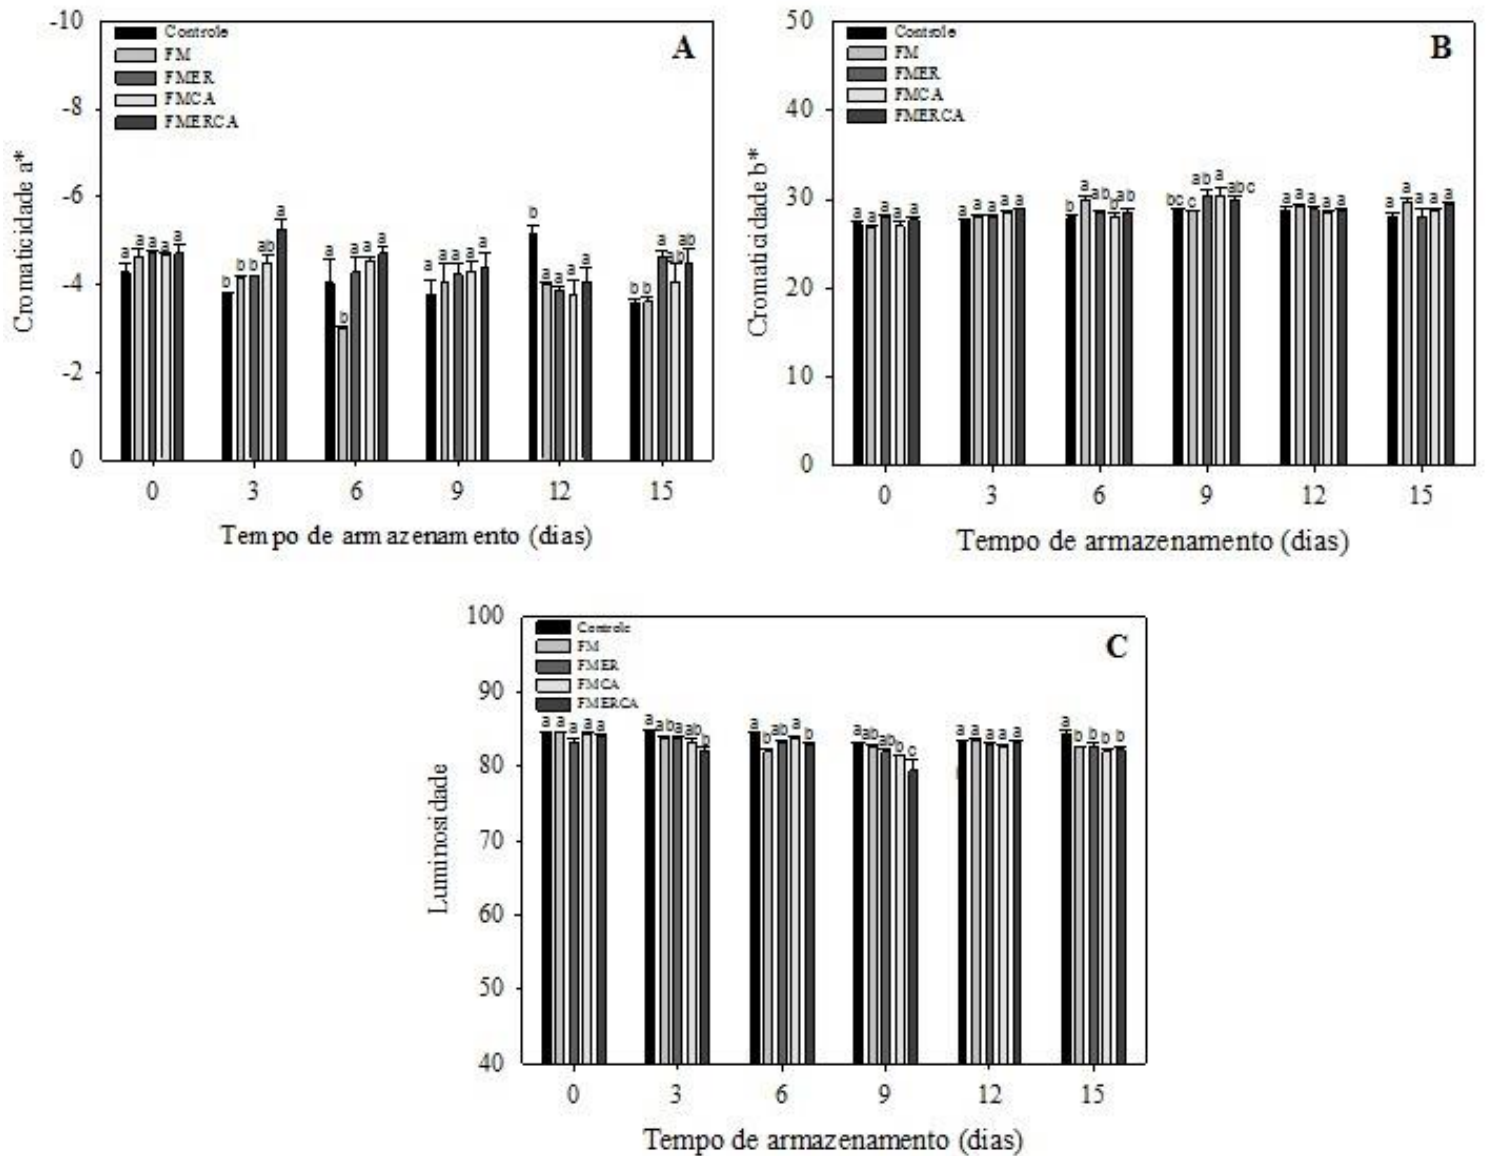 A
Controle
FM
FMER
FMCA
FMERCA
-10
-8
-6
-4
-2
0
Cromaticidade a*
a a a a a
b b b ab a
a b a a a
a a a a a
b a a a a
b b a ab ab
0 3 6 9 12 15
Tempo de armazenamento (dias)
B
Controle
FM
FMER
FMCA
FMERCA
50
40
30
20
10
0
Cromaticidade b*
a a a a a
a a a a a
b a ab b ab
bc c ab a abc
a a a a a
a a a a a
0 3 6 9 12 15
Tempo de armazenamento (dias)
C
Controle
FM
FMER
FMCA
FMERCA
100
90
80
70
60
50
40
Luminosidade
a a a a a
a ab a ab b
a b ab a b
a ab ab b c
a a a a a
a b b b b
0 3 6 9 12 15
Tempo de armazenamento (dias)